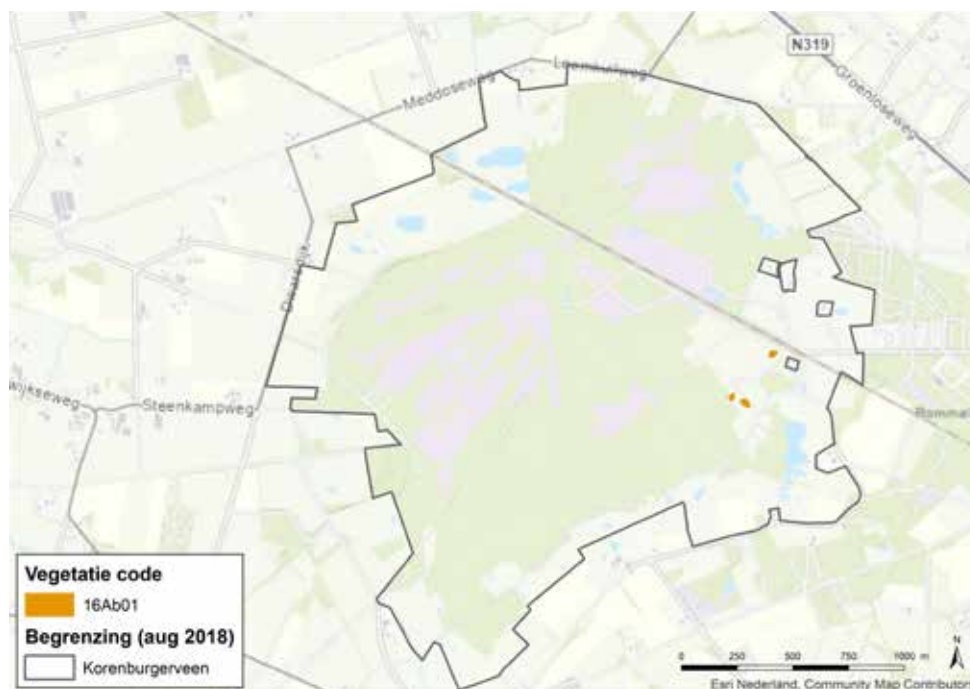 N319
Groenloseweg
Meddoseweg
Steenkampweg
wijkseweg
Vegetatie code
16Ab01
Begrenzing (aug 2018)
Korenburgerveen
0 250 500 750 1000 m
N
Esri Nederland, Community Map Contributors